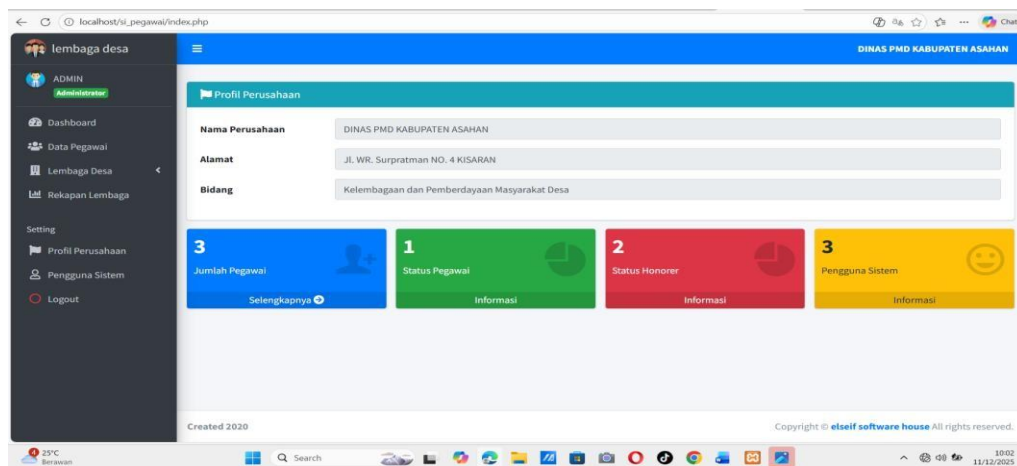 localhost/si_pegawai/index.php
Chat
lembaga desa
DINAS PMD KABUPATEN ASAHAN
ADMIN
Administrator
Dashboard
Data Pegawai
Lembaga Desa
Rekapan Lembaga
Setting
Profil Perusahaan
Pengguna Sistem
Logout
Profil Perusahaan
Nama Perusahaan DINAS PMD KABUPATEN ASAHAN
Alamat Jl. WR. Surpratman NO. 4 KISARAN
Bidang Kelembagaan dan Pemberdayaan Masyarakat Desa
3
Jumlah Pegawai
Selengkapnya
1
Status Pegawai
Informasi
2
Status Honorer
Informasi
3
Pengguna Sistem
Informasi
Created 2020
Copyright © elseif software house All rights reserved.
4
25°C
Berawan
Search
10:02
11/12/2025